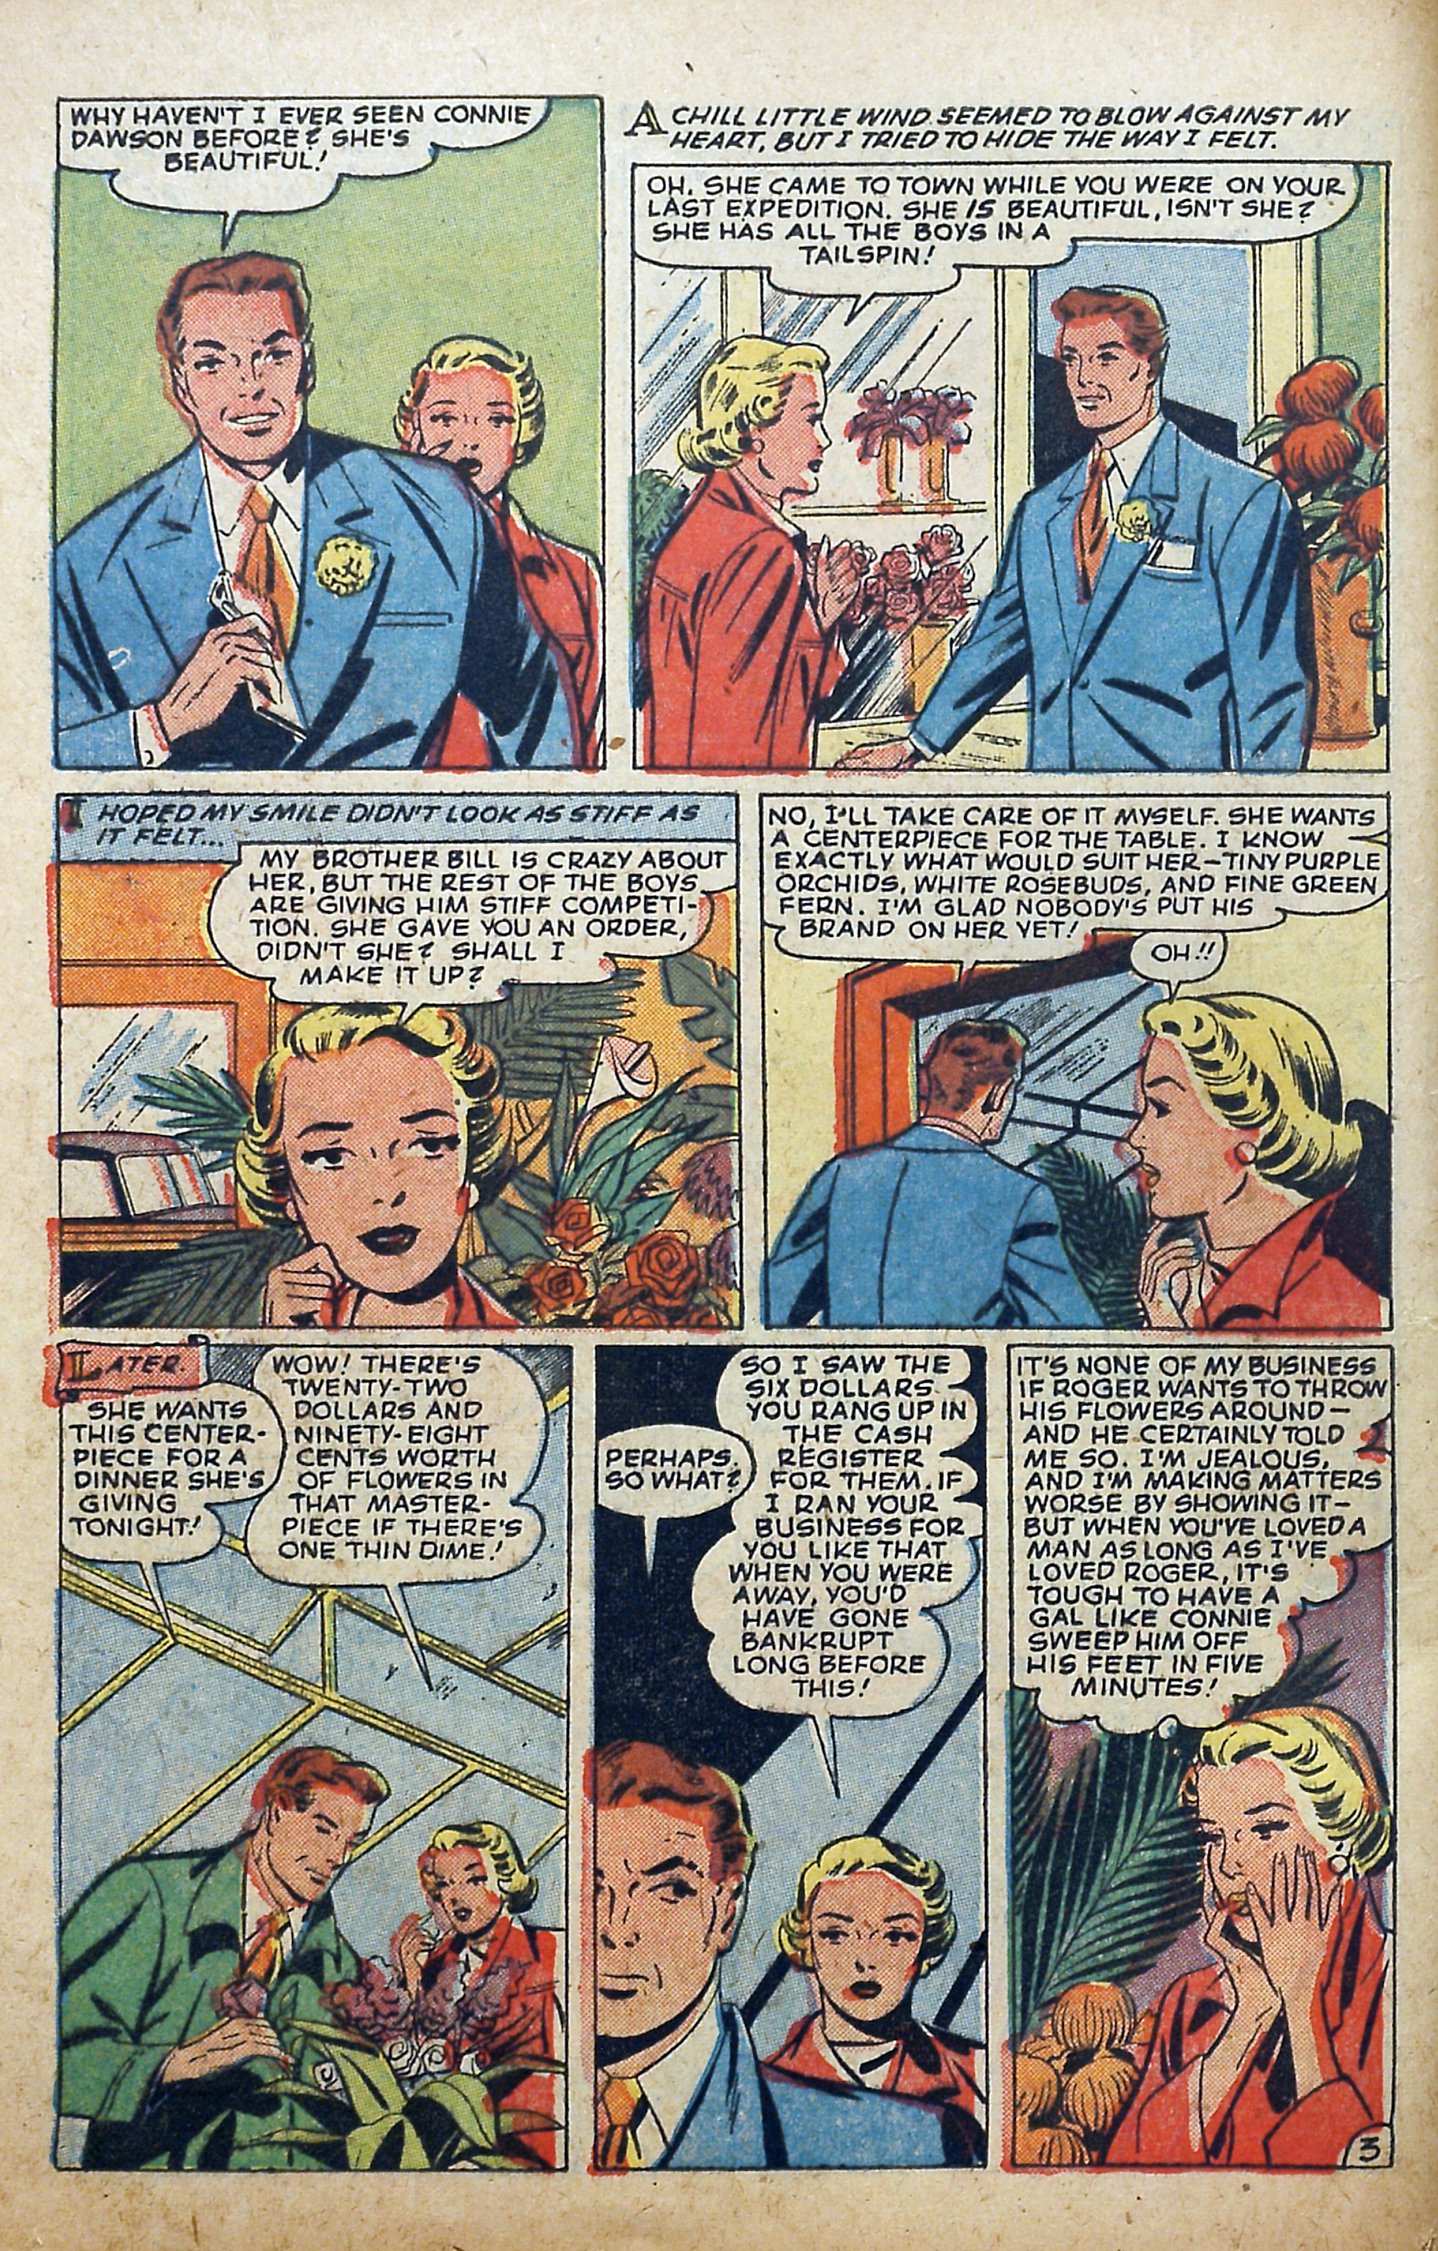 WHY HAVEN'T I EVER SEEN CONNIE
DAWSON BEFORE? SHE'S
BEAUTIFUL!
A CHILL LITTLE WIND SEEMED TO BLOW AGAINST MY
HEART, BUT I TRIED TO HIDE THE WAY I FELT.
OH, SHE CAME TO TOWN WHILE YOU WERE ON YOUR
LAST EXPEDITION. SHE IS BEAUTIFUL, ISN'T SHE?
SHE HAS ALL THE BOYS IN A
TAILSPIN!
I HOPED MY SMILE DIDN'T LOOK AS STIFF AS
IT FELT...
MY BROTHER BILL IS CRAZY ABOUT
HER, BUT THE REST OF THE BOYS
ARE GIVING HIM STIFF COMPETI-
TION. SHE GAVE YOU AN ORDER,
DIDN'T SHE? SHALL I
MAKE IT UP?
NO, I'LL TAKE CARE OF IT MYSELF. SHE WANTS
A CENTERPIECE FOR THE TABLE. I KNOW
EXACTLY WHAT WOULD SUIT HER—TINY PURPLE
ORCHIDS, WHITE ROSEBUDS, AND FINE GREEN
FERN. I'M GLAD NOBODY'S PUT HIS
BRAND ON HER YET!
OH!!
LATER.
SHE WANTS
THIS CENTER-
PIECE FOR A
DINNER SHE'S
GIVING
TONIGHT!
WOW! THERE'S
TWENTY-TWO
DOLLARS AND
NINETY-EIGHT
CENTS WORTH
OF FLOWERS IN
THAT MASTER-
PIECE IF THERE'S
ONE THIN DIME!
PERHAPS.
SO WHAT?
SO I SAW THE
SIX DOLLARS
YOU RANG UP IN
THE CASH
REGISTER
FOR THEM. IF
I RAN YOUR
BUSINESS FOR
YOU LIKE THAT
WHEN YOU WERE
AWAY, YOU'D
HAVE GONE
BANKRUPT
LONG BEFORE
THIS!
IT'S NONE OF MY BUSINESS
IF ROGER WANTS TO THROW
HIS FLOWERS AROUND—
AND HE CERTAINLY TOLD
ME SO. I'M JEALOUS,
AND I'M MAKING MATTERS
WORSE BY SHOWING IT—
BUT WHEN YOU'VE LOVED A
MAN AS LONG AS I'VE
LOVED ROGER, IT'S
TOUGH TO HAVE A
GAL LIKE CONNIE
SWEEP HIM OFF
HIS FEET IN FIVE
MINUTES!
3